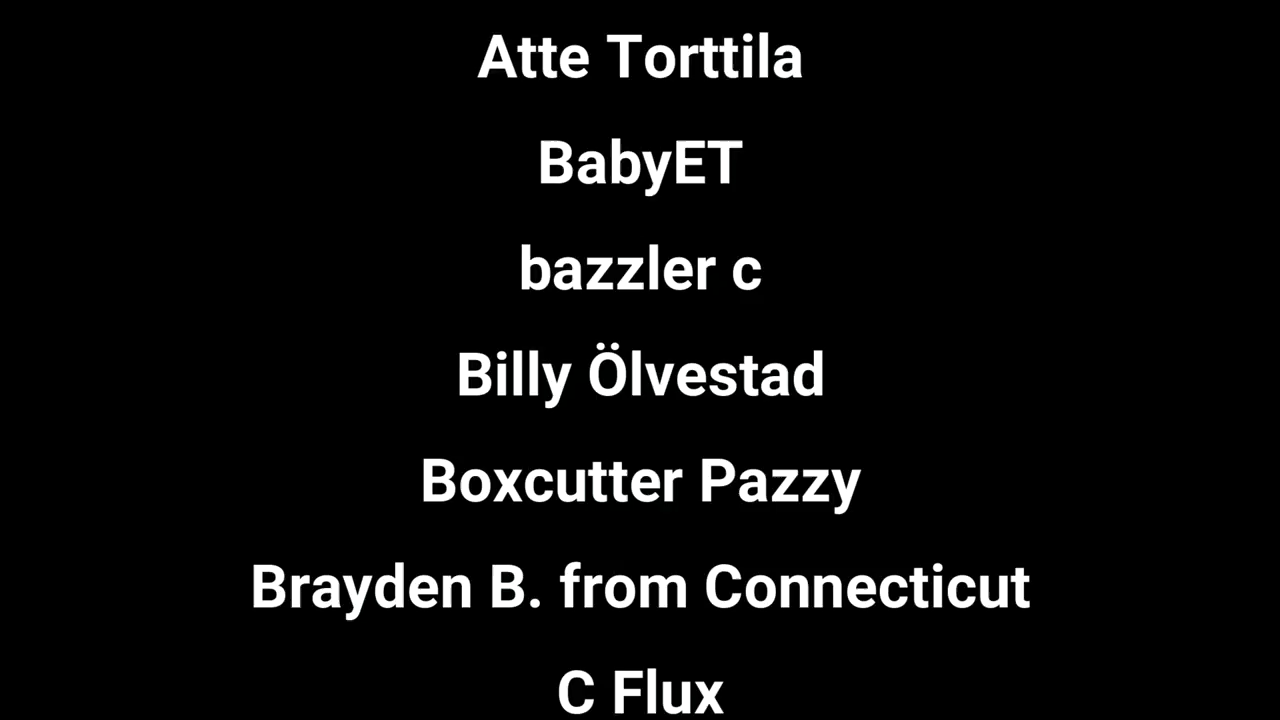 Atte Torttila
BabyET
bazzler c
Billy Ölvestad
Boxcutter Pazzy
Brayden B. from Connecticut
C Flux